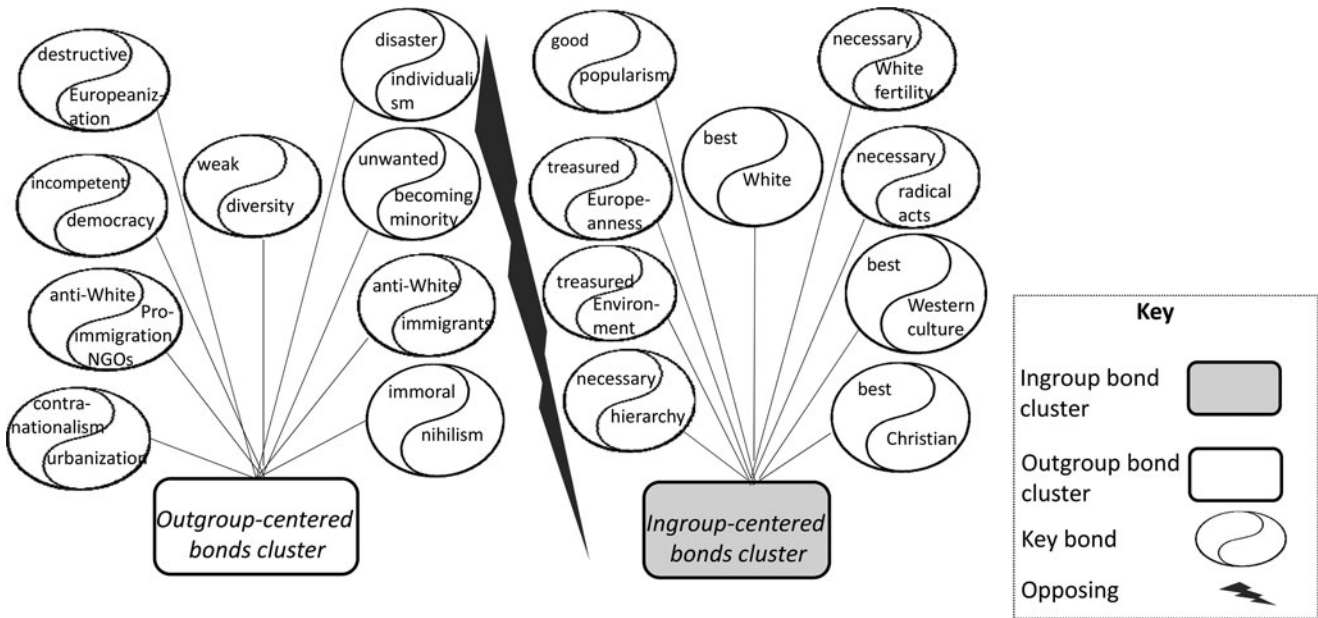 destructive
Europeaniz-
ation
disaster
individuali
sm
weak
diversity
incompetent
democracy
unwanted
becoming
minority
anti-White
Pro-
immigration
NGOs
anti-White
immigrants
contra-
nationalism
urbanization
immoral
nihilism
Outgroup-centered
bonds cluster
good
popularism
necessary
White
fertility
best
White
treasured
Europe-
anness
necessary
radical
acts
treasured
Environ-
ment
best
Western
culture
necessary
hierarchy
best
Christian
Ingroup-centered
bonds cluster
Key
Ingroup bond
cluster
Outgroup bond
cluster
Key bond
Opposing